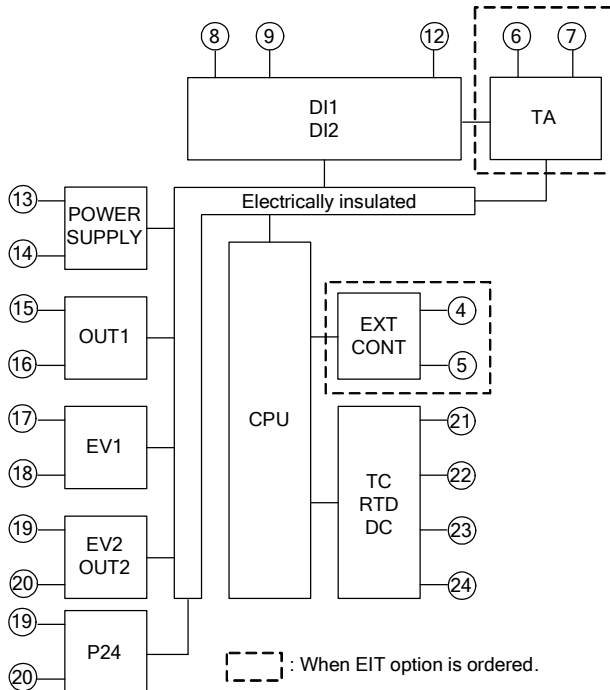 8 9 12 6 7
DI1
DI2
TA
Electrically insulated
13
14
POWER
SUPPLY
15
16
OUT1
17
18
EV1
19
20
EV2
OUT2
19
20
P24
CPU
EXT
CONT
4
5
TC
RTD
DC
21
22
23
24
: When EIT option is ordered.